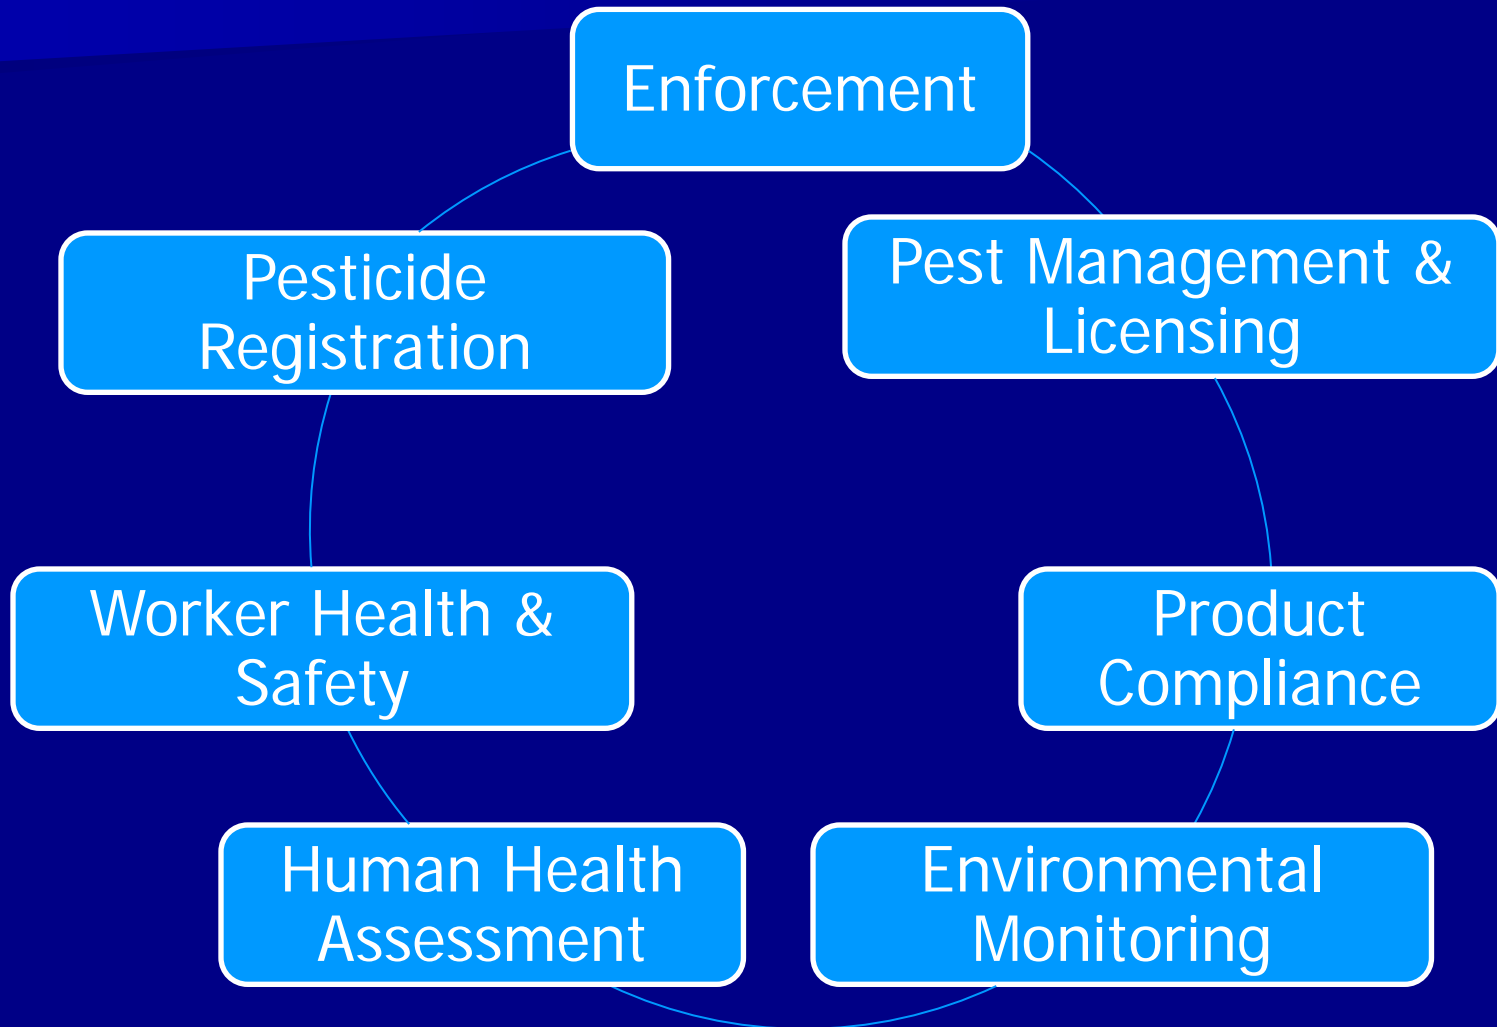 Enforcement
Pest Management &
Licensing
Product
Compliance
Environmental
Monitoring
Human Health
Assessment
Worker Health &
Safety
Pesticide
Registration